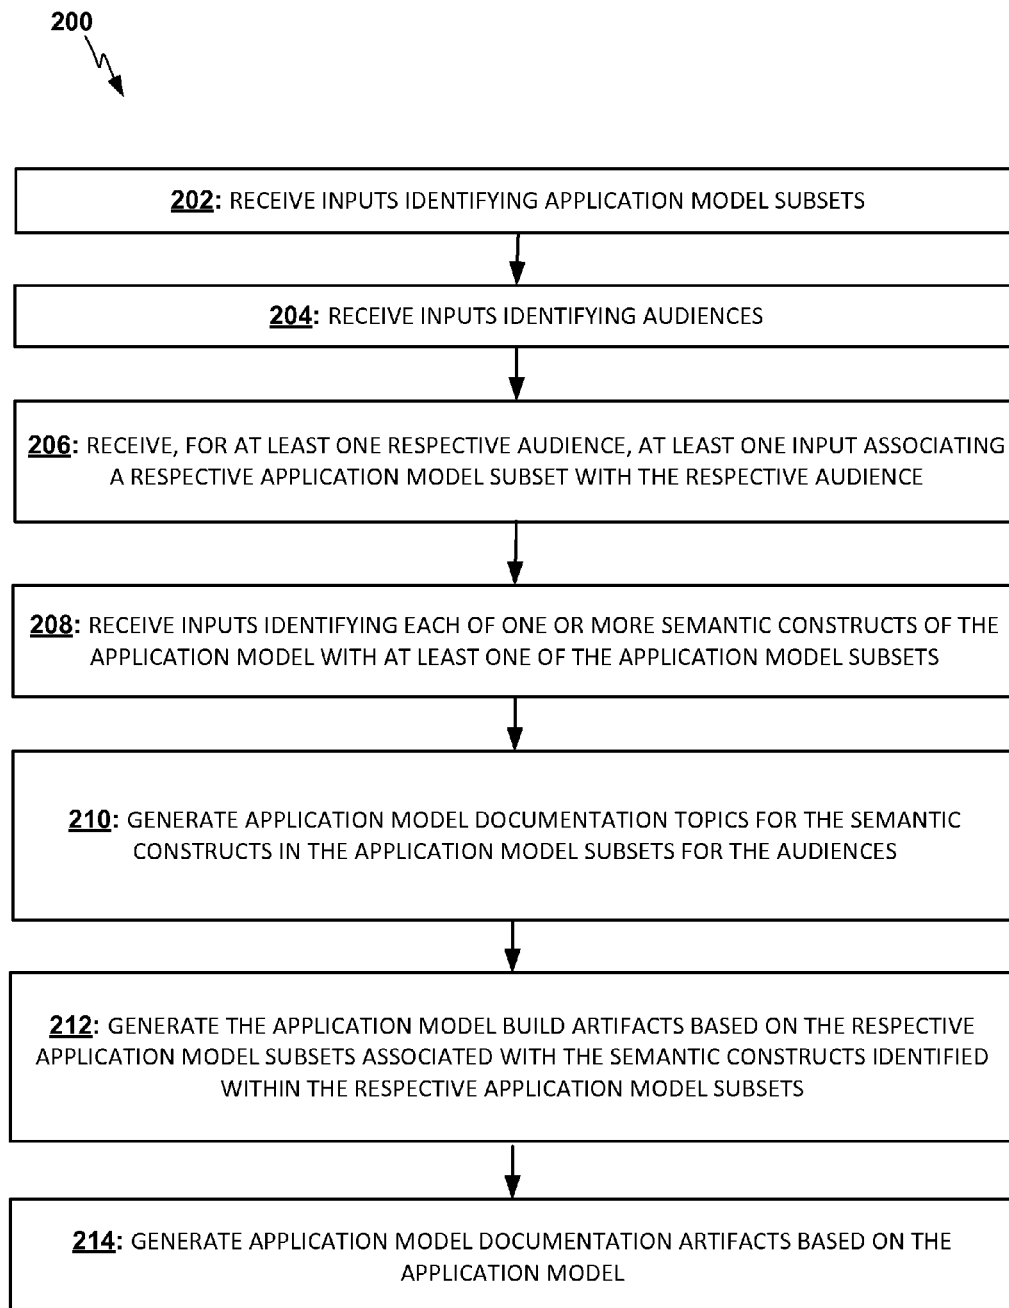 200
202: RECEIVE INPUTS IDENTIFYING APPLICATION MODEL SUBSETS
204: RECEIVE INPUTS IDENTIFYING AUDIENCES
206: RECEIVE, FOR AT LEAST ONE RESPECTIVE AUDIENCE, AT LEAST ONE INPUT ASSOCIATING
A RESPECTIVE APPLICATION MODEL SUBSET WITH THE RESPECTIVE AUDIENCE
208: RECEIVE INPUTS IDENTIFYING EACH OF ONE OR MORE SEMANTIC CONSTRUCTS OF THE
APPLICATION MODEL WITH AT LEAST ONE OF THE APPLICATION MODEL SUBSETS
210: GENERATE APPLICATION MODEL DOCUMENTATION TOPICS FOR THE SEMANTIC
CONSTRUCTS IN THE APPLICATION MODEL SUBSETS FOR THE AUDIENCES
212: GENERATE THE APPLICATION MODEL BUILD ARTIFACTS BASED ON THE RESPECTIVE
APPLICATION MODEL SUBSETS ASSOCIATED WITH THE SEMANTIC CONSTRUCTS IDENTIFIED
WITHIN THE RESPECTIVE APPLICATION MODEL SUBSETS
214: GENERATE APPLICATION MODEL DOCUMENTATION ARTIFACTS BASED ON THE
APPLICATION MODEL